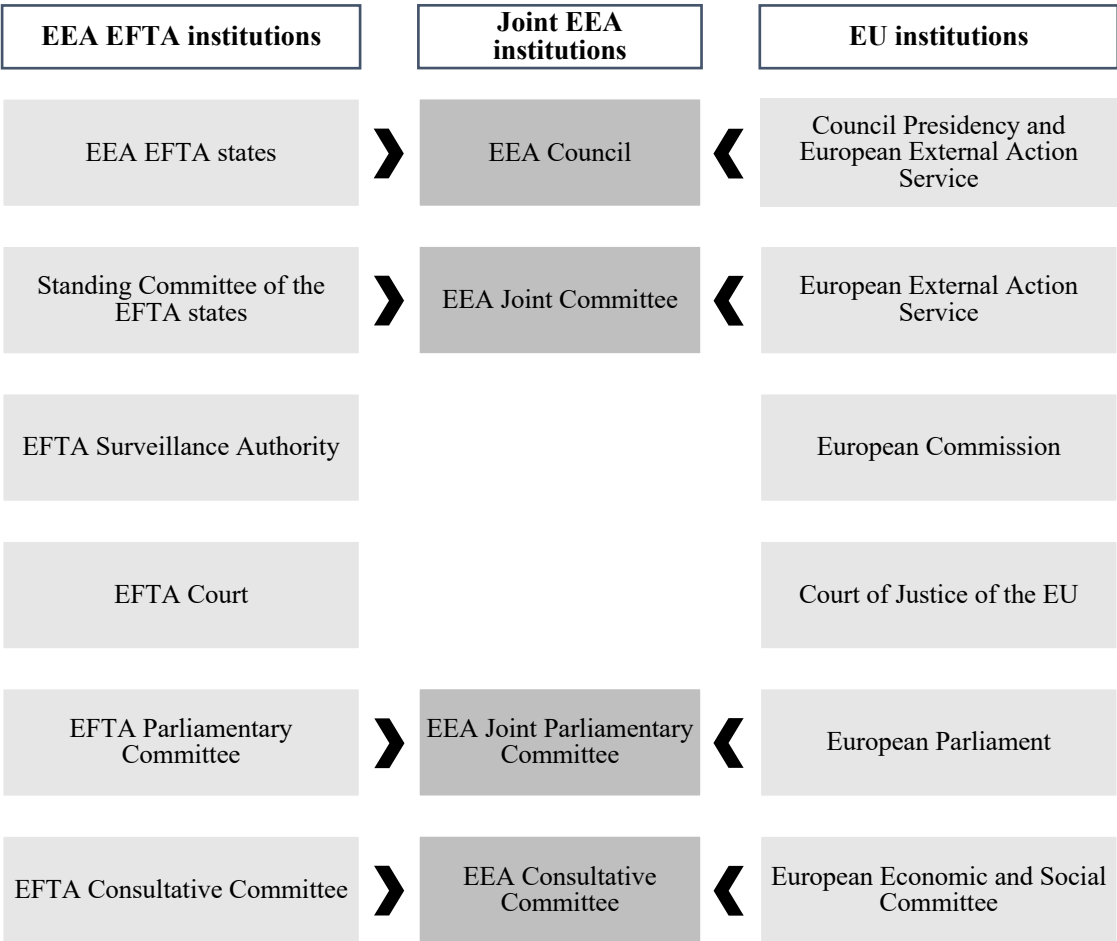 EEA EFTA institutions
Joint EEA
institutions
EU institutions
EEA EFTA states
EEA Council
Council Presidency and
European External Action
Service
Standing Committee of the
EFTA states
EEA Joint Committee
European External Action
Service
EFTA Surveillance Authority
European Commission
EFTA Court
Court of Justice of the EU
EFTA Parliamentary
Committee
EEA Joint Parliamentary
Committee
European Parliament
EFTA Consultative Committee
EEA Consultative
Committee
European Economic and Social
Committee